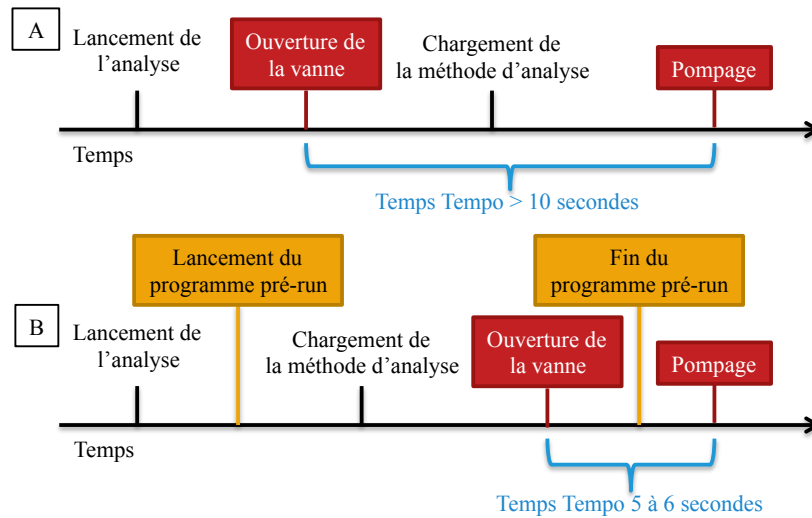 A
Lancement de
l'analyse
Ouverture de
la vanne
Chargement de
la méthode d'analyse
Pompage
Temps
Temps Tempo > 10 secondes
Lancement du
programme pré-run
Fin du
programme pré-run
B
Lancement de
l'analyse
Chargement de
la méthode d'analyse
Ouverture de
la vanne
Pompage
Temps
Temps Tempo 5 à 6 secondes